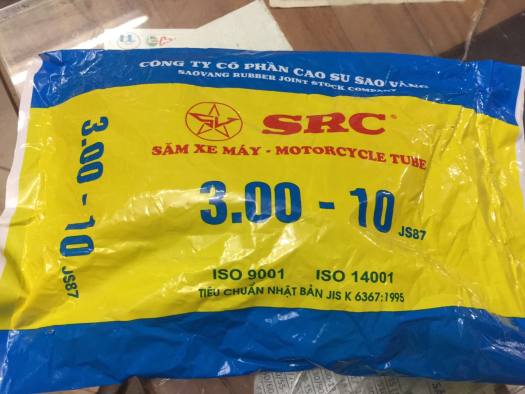 CÔNG TY CỔ PHẦN CAO SU SAO VÀNG
SAOVANG RUBBER JOINT STOCK COMPANY
SRC
SĂM XE MÁY - MOTORCYCLE TUBE
3.00 - 10 JS87
3.00 - 10 JS87
ISO 9001 ISO 14001
TIÊU CHUẨN NHẬT BẢN JIS K 6367:1995